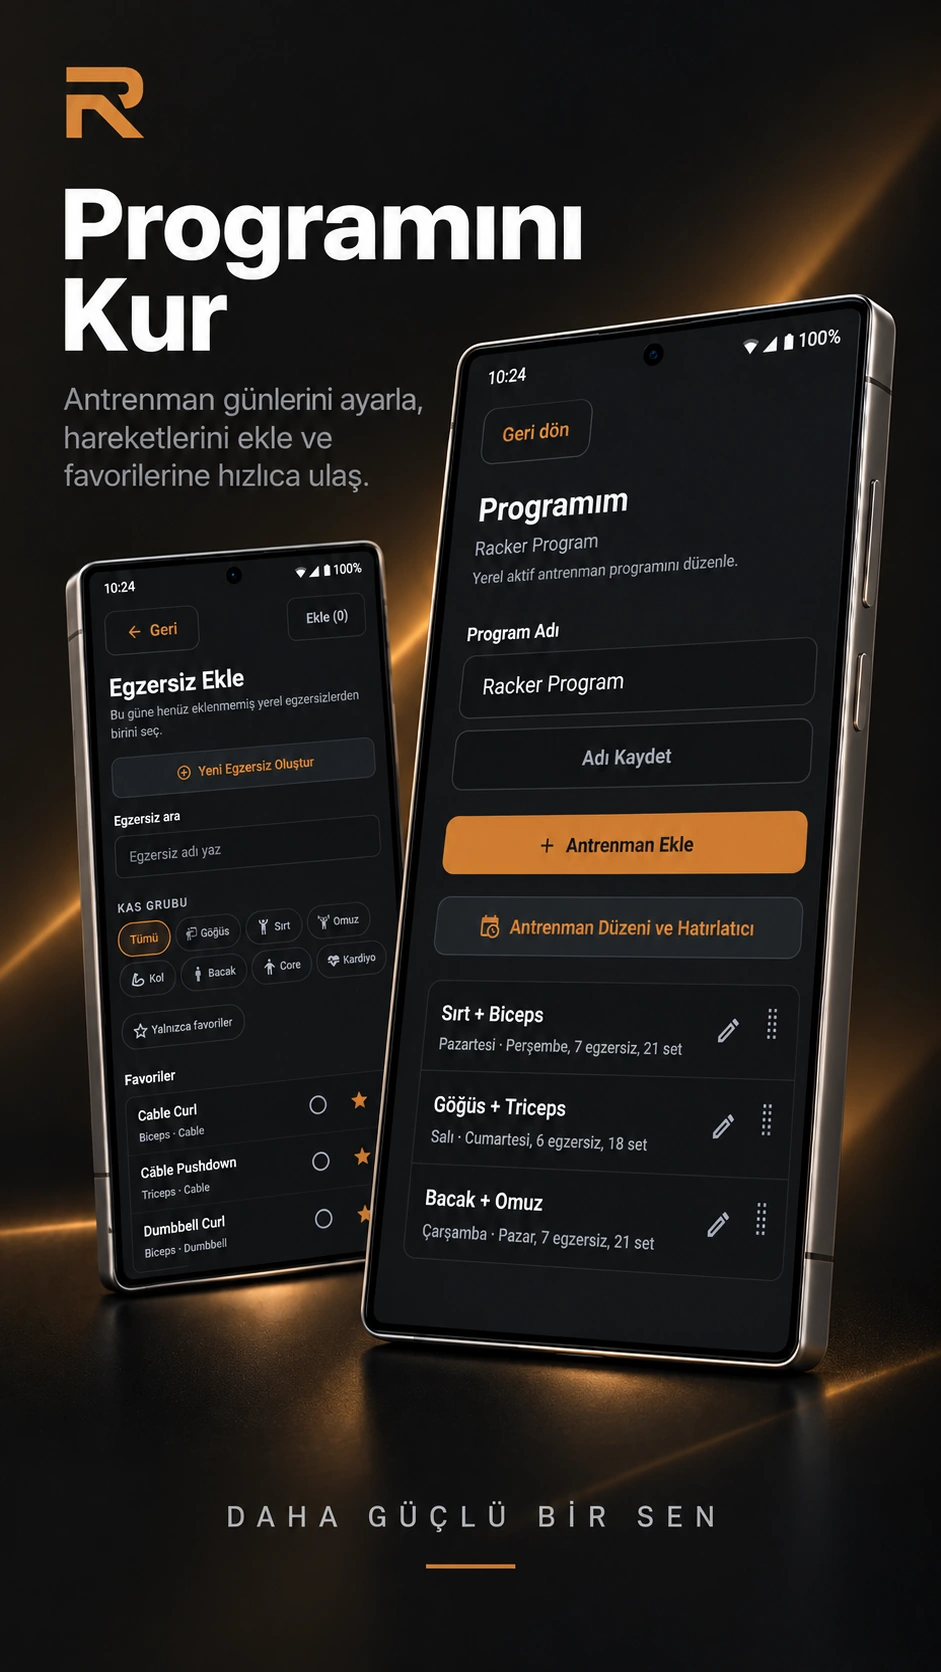 R
Programını
Kur
Antrenman günlerini ayarla,
hareketlerini ekle ve
favorilerine hızlıca ulaş.
10:24
100%
Geri dön
Programım
Racker Program
Yerel aktif antrenman programını düzenle.
Program Adı
Racker Program
Adı Kaydet
+ Antrenman Ekle
Antrenman Düzeni ve Hatırlatıcı
Sırt + Biceps
Pazartesi · Perşembe, 7 egzersiz, 21 set
Göğüs + Triceps
Salı · Cumartesi, 6 egzersiz, 18 set
Bacak + Omuz
Çarşamba · Pazar, 7 egzersiz, 21 set
10:24
100%
← Geri
Ekle (0)
Egzersiz Ekle
Bu güne henüz eklenmemiş yerel egzersizlerden
birini seç.
Yeni Egzersiz Oluştur
Egzersiz ara
Egzersiz adı yaz
KAS GRUBU
Tümü
Göğüs
Sırt
Omuz
Kol
Bacak
Core
Kardiyo
Yalnızca favoriler
Favoriler
Cable Curl
Biceps · Cable
Cāble Pushdown
Triceps · Cable
Dumbbell Curl
Biceps · Dumbbell
DAHA GÜÇLÜ BİR SEN